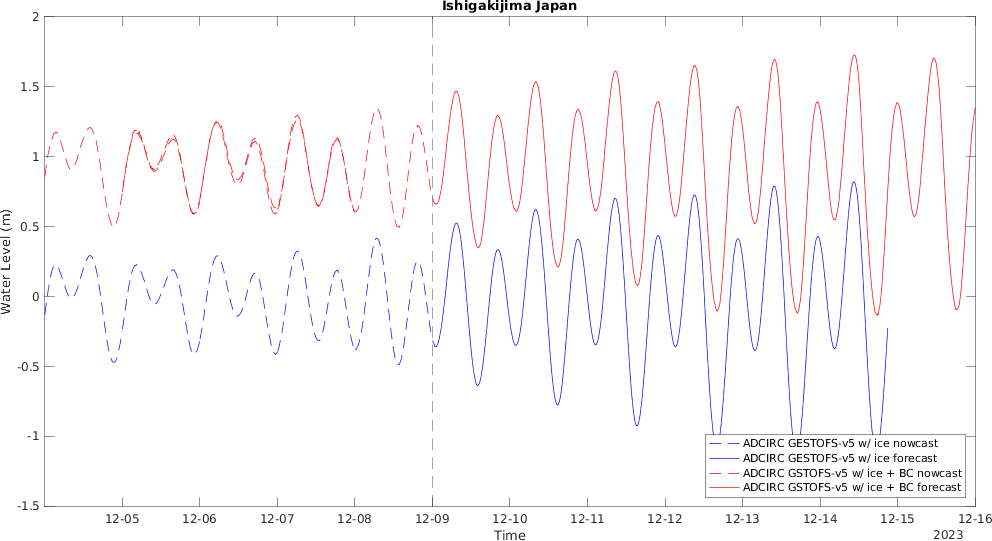 Ishigakijima Japan
2
1.5
1
0.5
0
-0.5
-1
-1.5
Water Level (m)
12-05 12-06 12-07 12-08 12-09 12-10 12-11 12-12 12-13 12-14 12-15 12-16
Time
2023
ADCIRC GESTOFS-v5 w/ ice nowcast
ADCIRC GESTOFS-v5 w/ ice forecast
ADCIRC GSTOFS-v5 w/ ice + BC nowcast
ADCIRC GSTOFS-v5 w/ ice + BC forecast